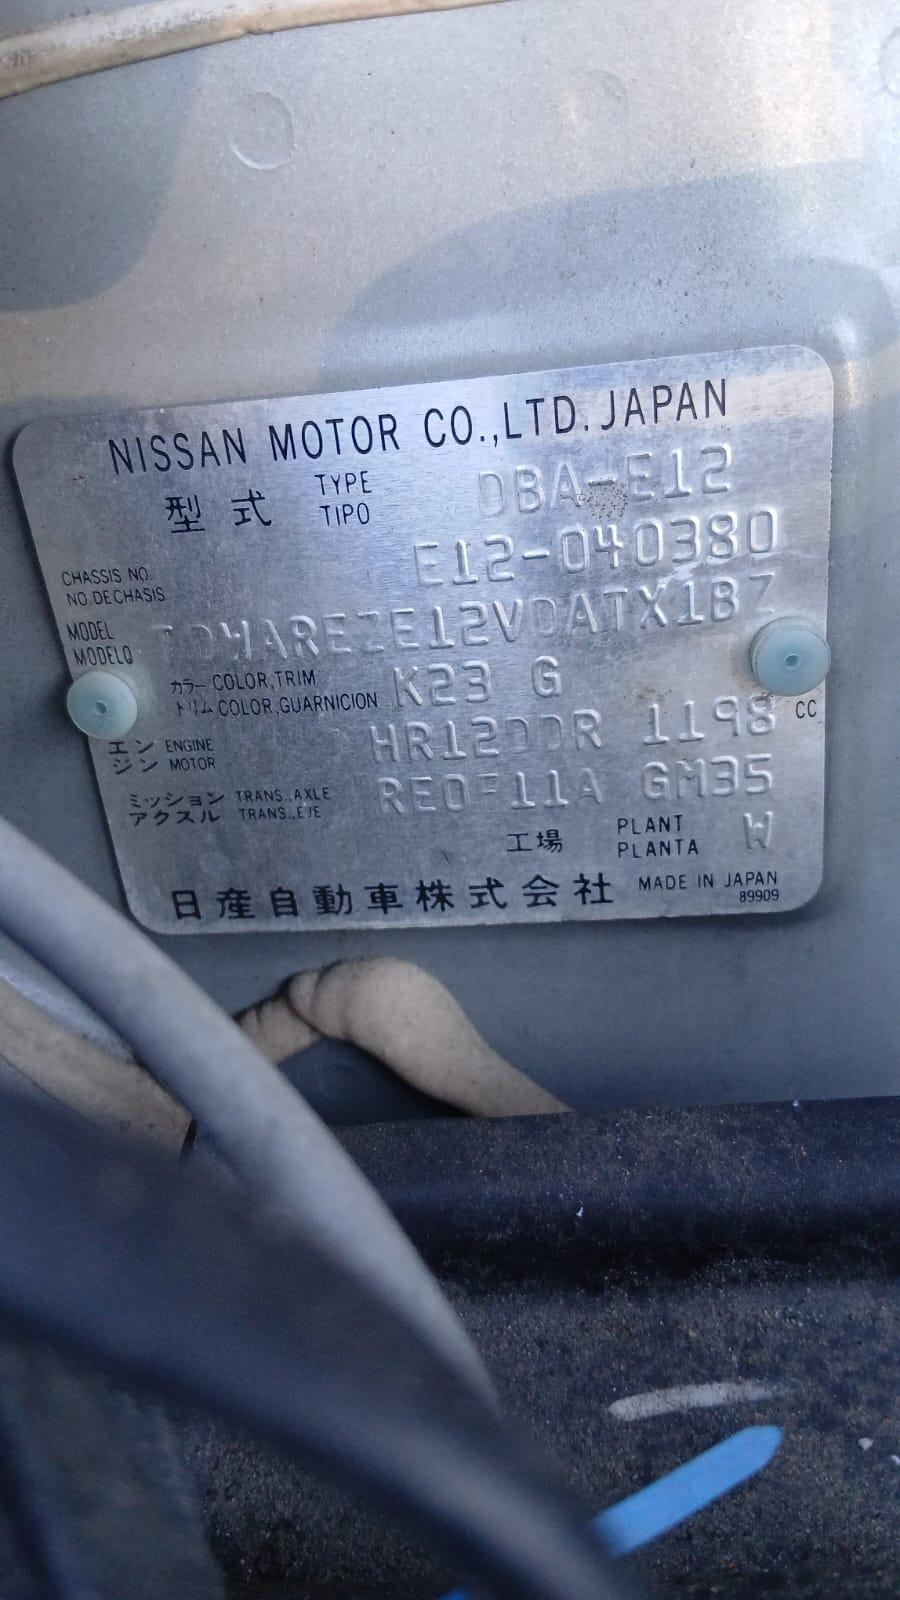 NISSAN MOTOR CO.,LTD. JAPAN
型式 TYPE TIPO DBA-E12
CHASSIS NO. NO.DECHASIS E12-040380
MODEL MODELO
カラー COLOR,TRIM
トリム COLOR,GUARNICION K23 G
エンジン ENGINE MOTOR HR12DDR 1198 CC
ミッション TRANS.,AXLE
アクスル TRANS.,EJE RE0F11A GM35
工場 PLANT PLANTA W
日産自動車株式会社 MADE IN JAPAN
89909